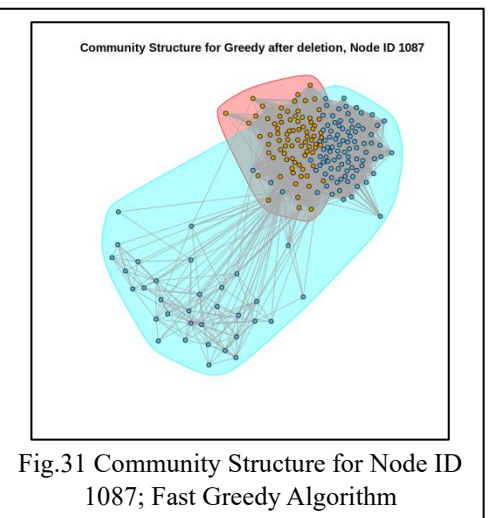 Community Structure for Greedy after deletion, Node ID 1087
Fig.31 Community Structure for Node ID
1087; Fast Greedy Algorithm